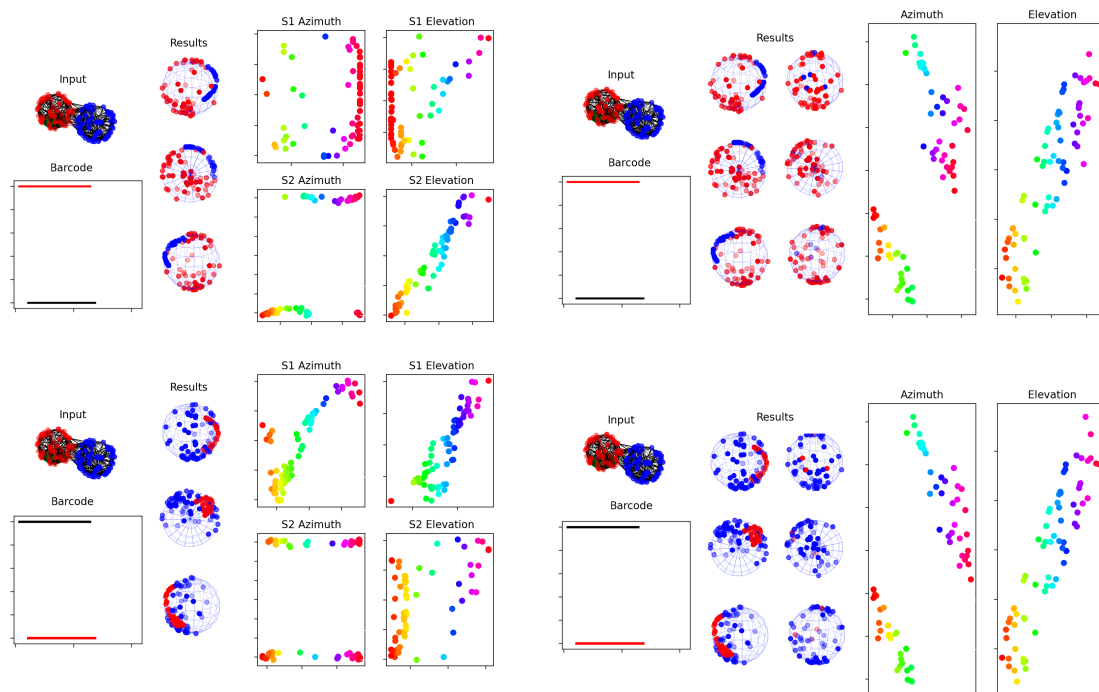 S1 Azimuth
S1 Elevation
Results
Input
Barcode
S2 Azimuth
S2 Elevation
Azimuth
Elevation
Results
Input
Barcode
S1 Azimuth
S1 Elevation
Results
Input
Barcode
S2 Azimuth
S2 Elevation
Azimuth
Elevation
Results
Input
Barcode